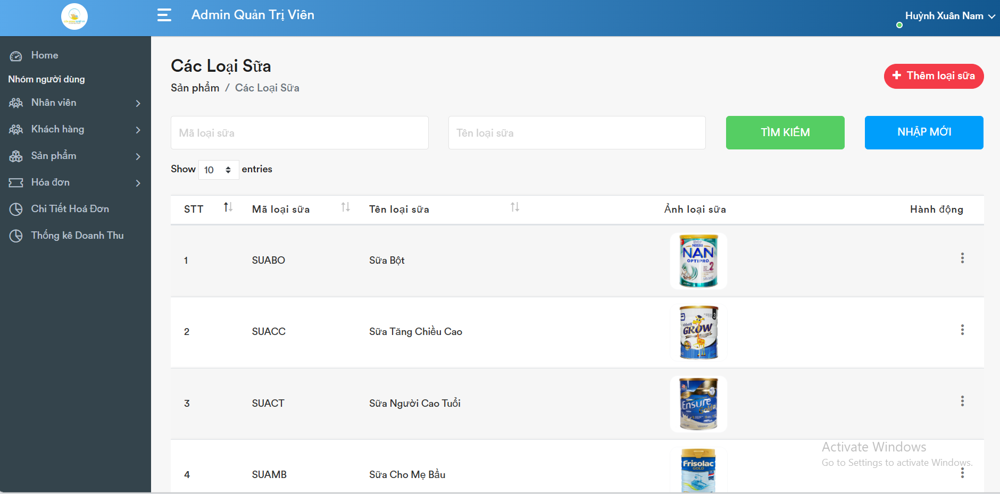 Admin Quản Trị Viên
Huỳnh Xuân Nam
Home
Nhóm người dùng
Nhân viên
Khách hàng
Sản phẩm
Hóa đơn
Chi Tiết Hoá Đơn
Thống kê Doanh Thu
Các Loại Sữa
Sản phẩm / Các Loại Sữa
Thêm loại sữa
Mã loại sữa
Tên loại sữa
TÌM KIẾM
NHẬP MỚI
Show 10 entries
STT Mã loại sữa Tên loại sữa Ảnh loại sữa Hành động
1 SUABO Sữa Bột
Nestlé
NAN
OPTIPRO
2
2 SUACC Sữa Tăng Chiều Cao
3
Abbott
GROW
3 SUACT Sữa Người Cao Tuổi
Ensure
Gold
4 SUAMB Sữa Cho Mẹ Bầu
Frisolac
GOLD
Activate Windows
Go to Settings to activate Windows.